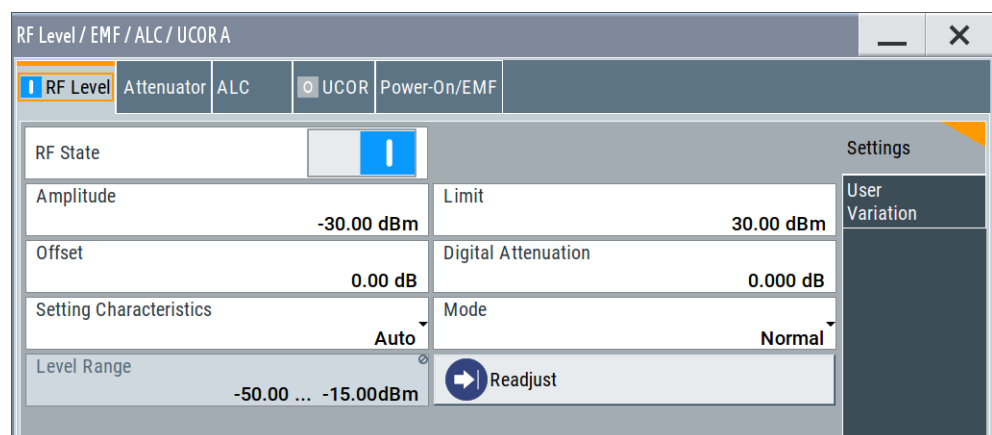 RF Level / EMF / ALC / UCOR A
RF Level Attenuator ALC UCOR Power-On/EMF
RF State
Settings
Amplitude
-30.00 dBm
Limit
30.00 dBm
User
Variation
Offset
0.00 dB
Digital Attenuation
0.000 dB
Setting Characteristics
Auto
Mode
Normal
Level Range
-50.00 ... -15.00dBm
Readjust